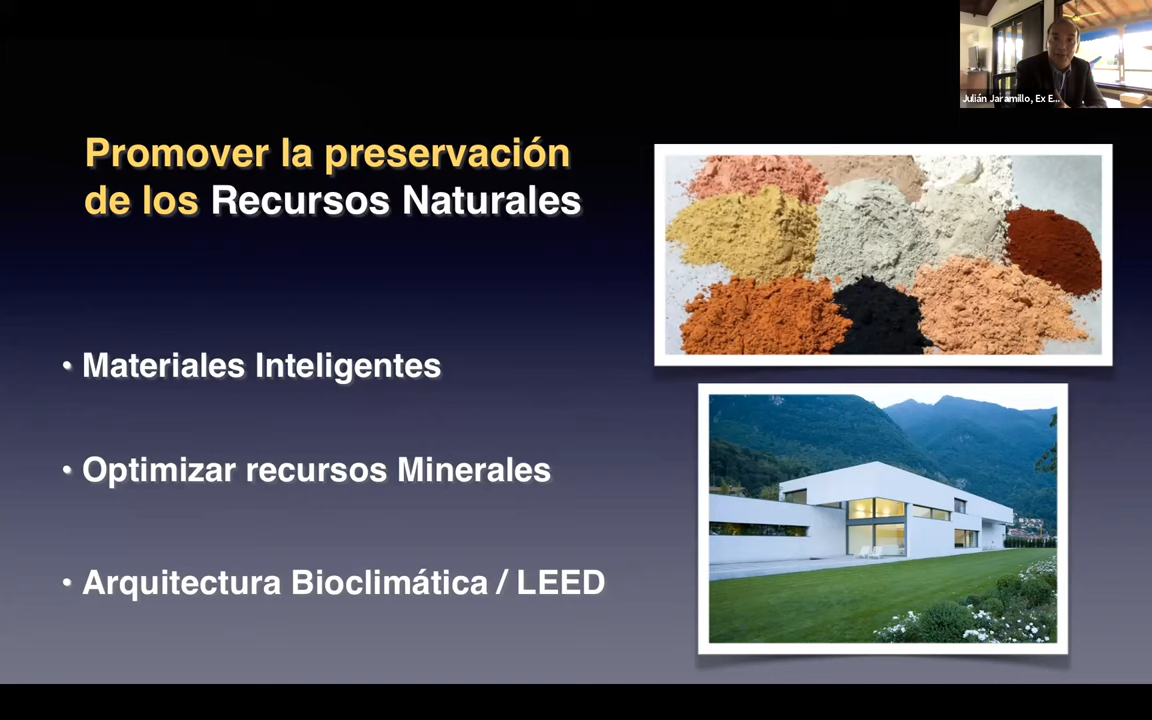 Julián Jaramillo, Ex E...
Promover la preservación
de los Recursos Naturales
• Materiales Inteligentes
• Optimizar recursos Minerales
• Arquitectura Bioclimática / LEED